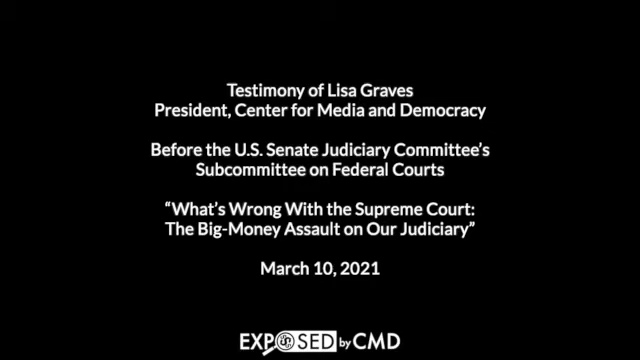 Testimony of Lisa Graves
President, Center for Media and Democracy
Before the U.S. Senate Judiciary Committee’s
Subcommittee on Federal Courts
“What’s Wrong With the Supreme Court:
The Big-Money Assault on Our Judiciary”
March 10, 2021
EXPOSED by CMD